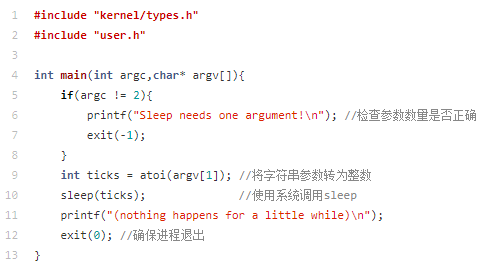 1 #include "kernel/types.h"
2 #include "user.h"
3
4 int main(int argc,char* argv[]){
5     if(argc != 2){
6         printf("Sleep needs one argument!\n"); //检查参数数量是否正确
7         exit(-1);
8     }
9     int ticks = atoi(argv[1]); //将字符串参数转为整数
10     sleep(ticks);              //使用系统调用sleep
11     printf("(nothing happens for a little while)\n");
12     exit(0); //确保进程退出
13 }